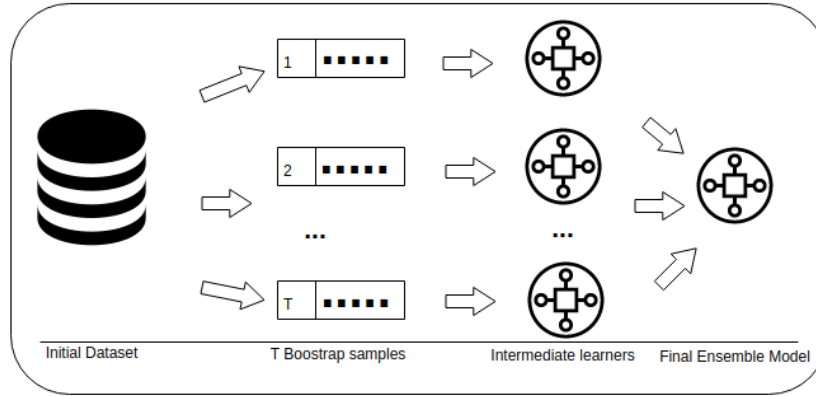 1
2
...
...
T
Initial Dataset
T Boostrap samples
Intermediate learners
Final Ensemble Model